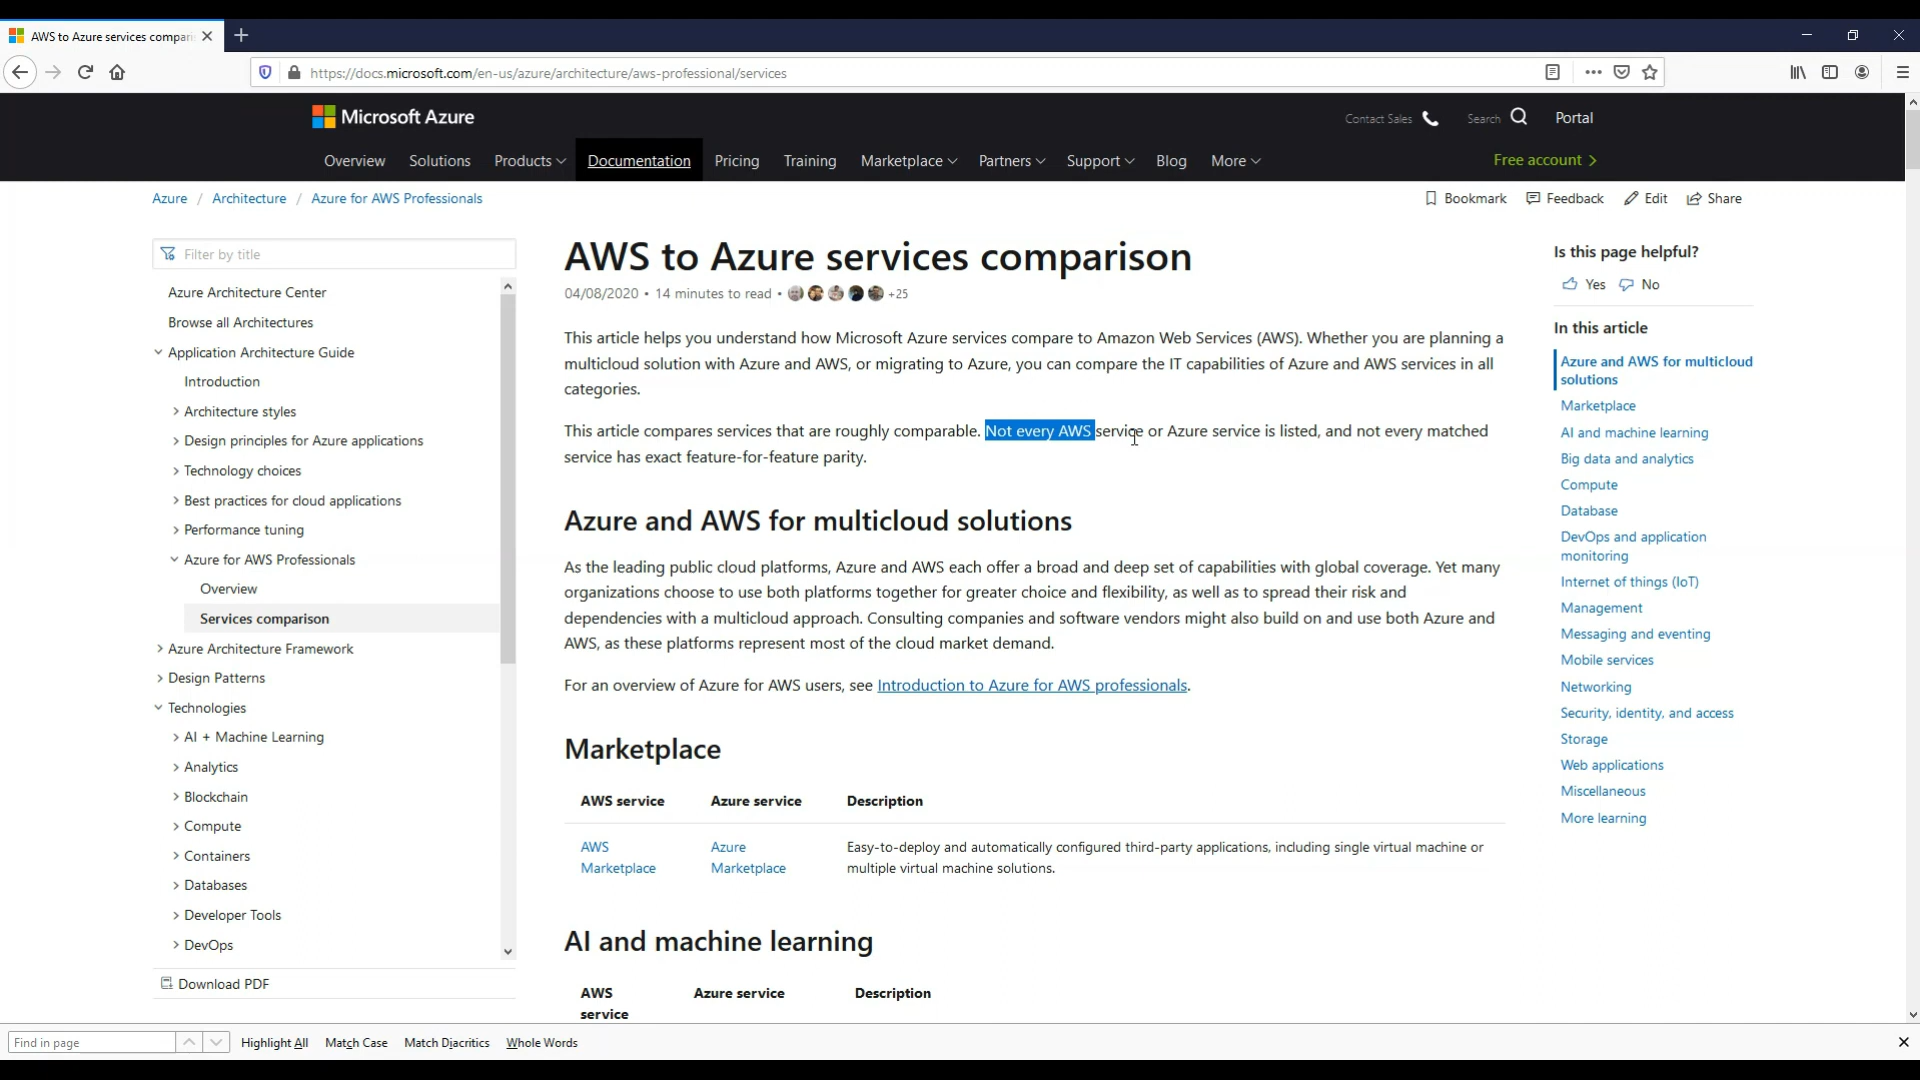 AWS to Azure services compari
https://docs.microsoft.com/en-us/azure/architecture/aws-professional/services
Microsoft Azure
Contact Sales
Search
Portal
Overview
Solutions
Products
Documentation
Pricing
Training
Marketplace
Partners
Support
Blog
More
Free account
Azure / Architecture / Azure for AWS Professionals
Bookmark
Feedback
Edit
Share
Filter by title
Azure Architecture Center
Browse all Architectures
Application Architecture Guide
Introduction
Architecture styles
Design principles for Azure applications
Technology choices
Best practices for cloud applications
Performance tuning
Azure for AWS Professionals
Overview
Services comparison
Azure Architecture Framework
Design Patterns
Technologies
AI + Machine Learning
Analytics
Blockchain
Compute
Containers
Databases
Developer Tools
DevOps
Download PDF
AWS to Azure services comparison
04/08/2020 • 14 minutes to read • +25
This article helps you understand how Microsoft Azure services compare to Amazon Web Services (AWS). Whether you are planning a
multicloud solution with Azure and AWS, or migrating to Azure, you can compare the IT capabilities of Azure and AWS services in all
categories.
This article compares services that are roughly comparable. Not every AWS service or Azure service is listed, and not every matched
service has exact feature-for-feature parity.
Azure and AWS for multicloud solutions
As the leading public cloud platforms, Azure and AWS each offer a broad and deep set of capabilities with global coverage. Yet many
organizations choose to use both platforms together for greater choice and flexibility, as well as to spread their risk and
dependencies with a multicloud approach. Consulting companies and software vendors might also build on and use both Azure and
AWS, as these platforms represent most of the cloud market demand.
For an overview of Azure for AWS users, see Introduction to Azure for AWS professionals.
Marketplace
AWS service
Azure service
Description
AWS
Marketplace
Azure
Marketplace
Easy-to-deploy and automatically configured third-party applications, including single virtual machine or
multiple virtual machine solutions.
AI and machine learning
AWS
service
Azure service
Description
Is this page helpful?
Yes
No
In this article
Azure and AWS for multicloud
solutions
Marketplace
AI and machine learning
Big data and analytics
Compute
Database
DevOps and application
monitoring
Internet of things (IoT)
Management
Messaging and eventing
Mobile services
Networking
Security, identity, and access
Storage
Web applications
Miscellaneous
More learning
Find in page
Highlight All
Match Case
Match Diacritics
Whole Words